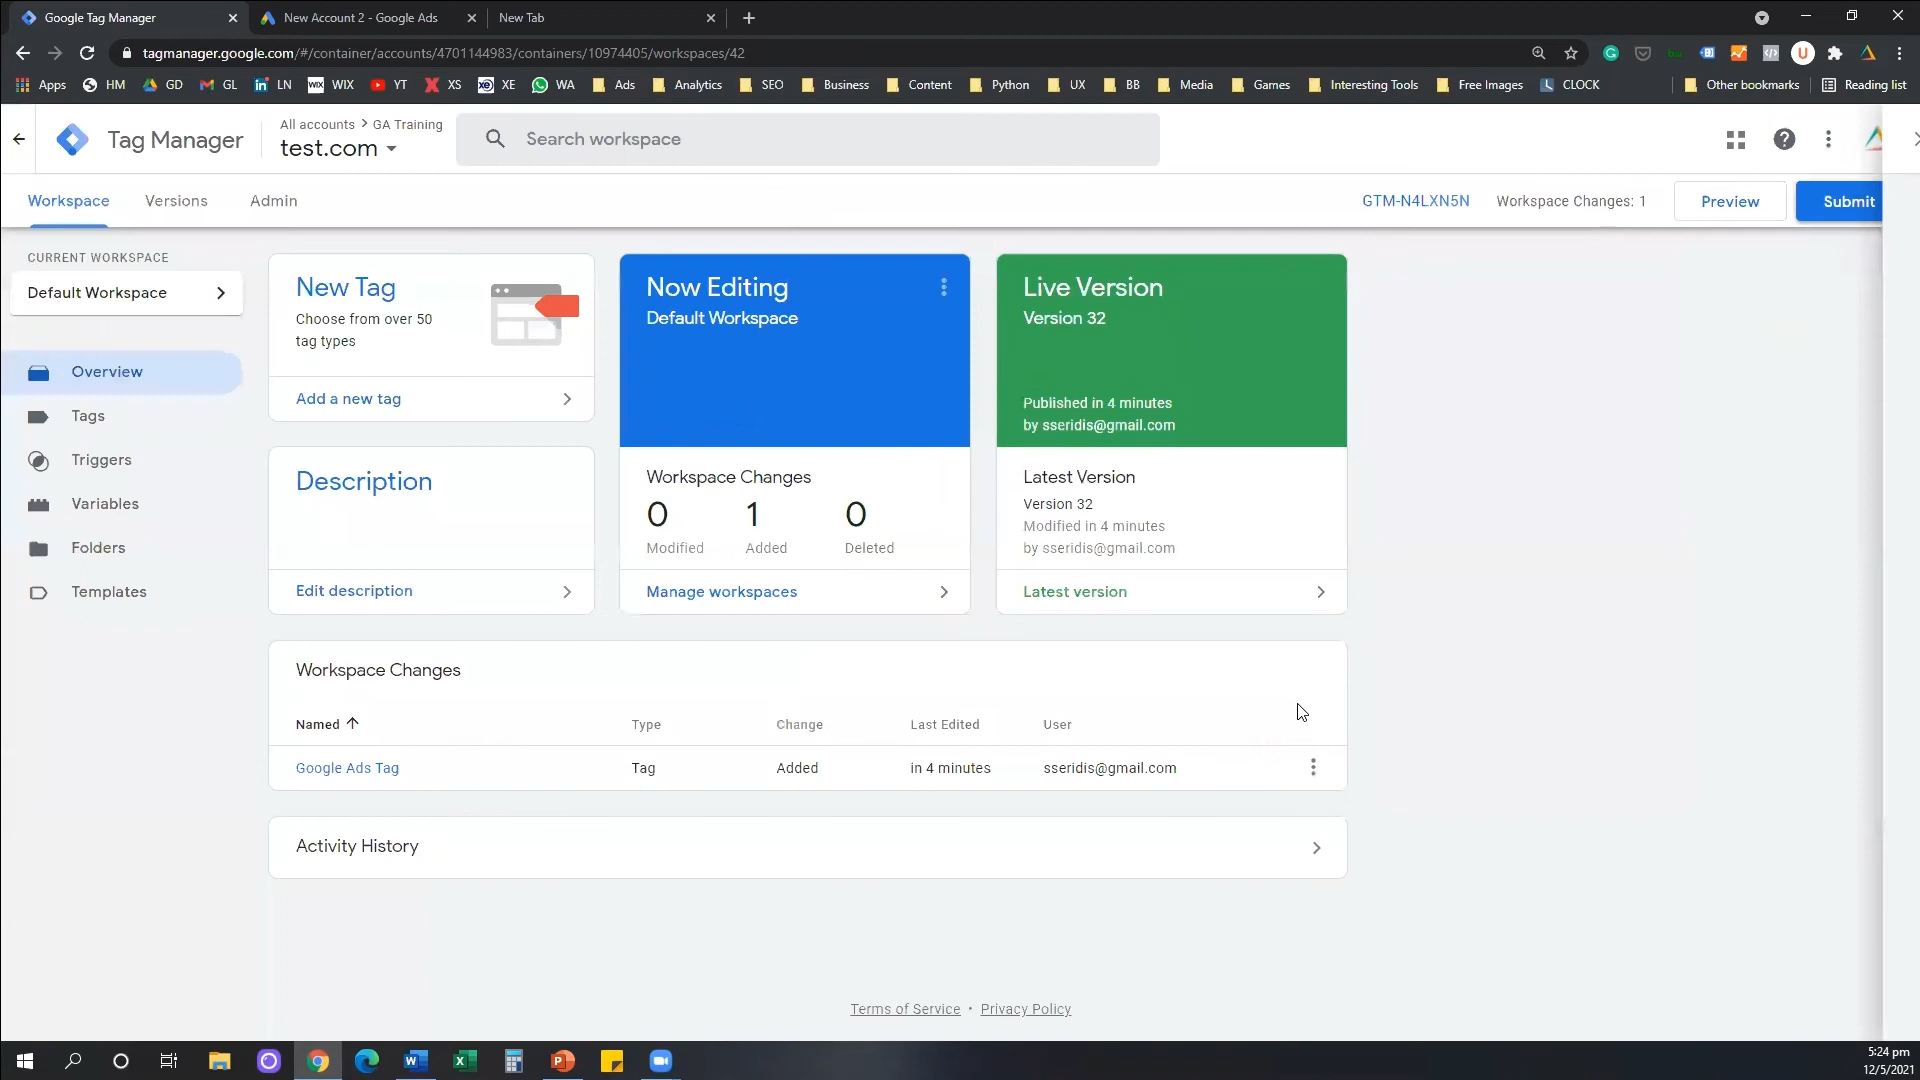 Google Tag Manager
New Account 2 - Google Ads
New Tab
tagmanager.google.com/#/container/accounts/4701144983/containers/10974405/workspaces/42
Apps HM GD GL LN WIX YT XS XE WA Ads Analytics SEO Business Content Python UX BB Media Games Interesting Tools Free Images CLOCK Other bookmarks Reading list
Tag Manager
All accounts > GA Training
test.com
Search workspace
Workspace Versions Admin
GTM-N4LXN5N Workspace Changes: 1 Preview Submit
CURRENT WORKSPACE
Default Workspace
Overview
Tags
Triggers
Variables
Folders
Templates
New Tag
Choose from over 50
tag types
Add a new tag
Description
Edit description
Now Editing
Default Workspace
Workspace Changes
0 1 0
Modified Added Deleted
Manage workspaces
Live Version
Version 32
Published in 4 minutes
by sseridis@gmail.com
Latest Version
Version 32
Modified in 4 minutes
by sseridis@gmail.com
Latest version
Workspace Changes
Named Type Change Last Edited User
Google Ads Tag Tag Added in 4 minutes sseridis@gmail.com
Activity History
Terms of Service • Privacy Policy
5:24 pm
12/5/2021